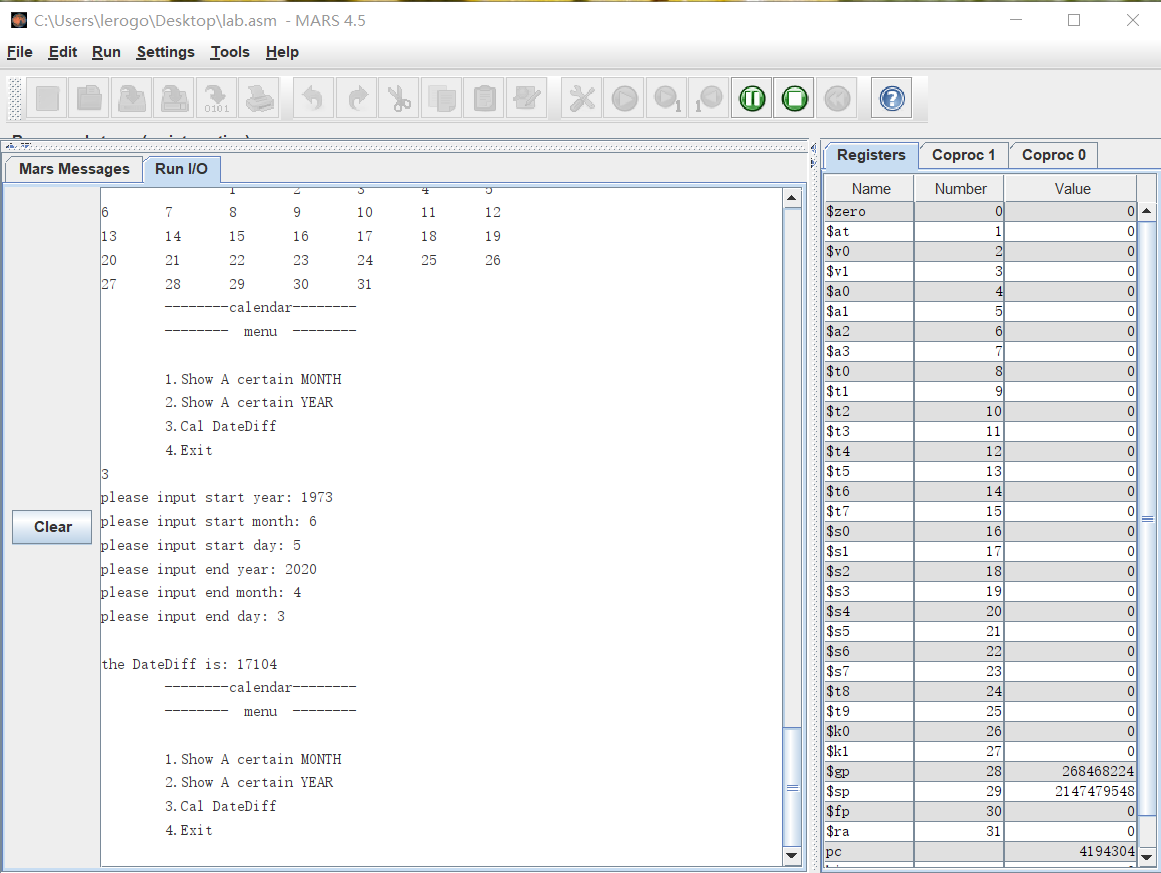 C:\Users\lerogo\Desktop\lab.asm - MARS 4.5
File Edit Run Settings Tools Help
Mars Messages Run I/O
1 2 3 4 5
6 7 8 9 10 11 12
13 14 15 16 17 18 19
20 21 22 23 24 25 26
27 28 29 30 31
--------calendar--------
-------- menu --------
1.Show A certain MONTH
2.Show A certain YEAR
3.Cal DateDiff
4.Exit
3
please input start year: 1973
please input start month: 6
please input start day: 5
please input end year: 2020
please input end month: 4
please input end day: 3
the DateDiff is: 17104
--------calendar--------
-------- menu --------
1.Show A certain MONTH
2.Show A certain YEAR
3.Cal DateDiff
4.Exit
Clear
Registers Coproc 1 Coproc 0
Name Number Value
$zero 0 0
$at 1 0
$v0 2 0
$v1 3 0
$a0 4 0
$a1 5 0
$a2 6 0
$a3 7 0
$t0 8 0
$t1 9 0
$t2 10 0
$t3 11 0
$t4 12 0
$t5 13 0
$t6 14 0
$t7 15 0
$s0 16 0
$s1 17 0
$s2 18 0
$s3 19 0
$s4 20 0
$s5 21 0
$s6 22 0
$s7 23 0
$t8 24 0
$t9 25 0
$k0 26 0
$k1 27 0
$gp 28 268468224
$sp 29 2147479548
$fp 30 0
$ra 31 0
pc 4194304